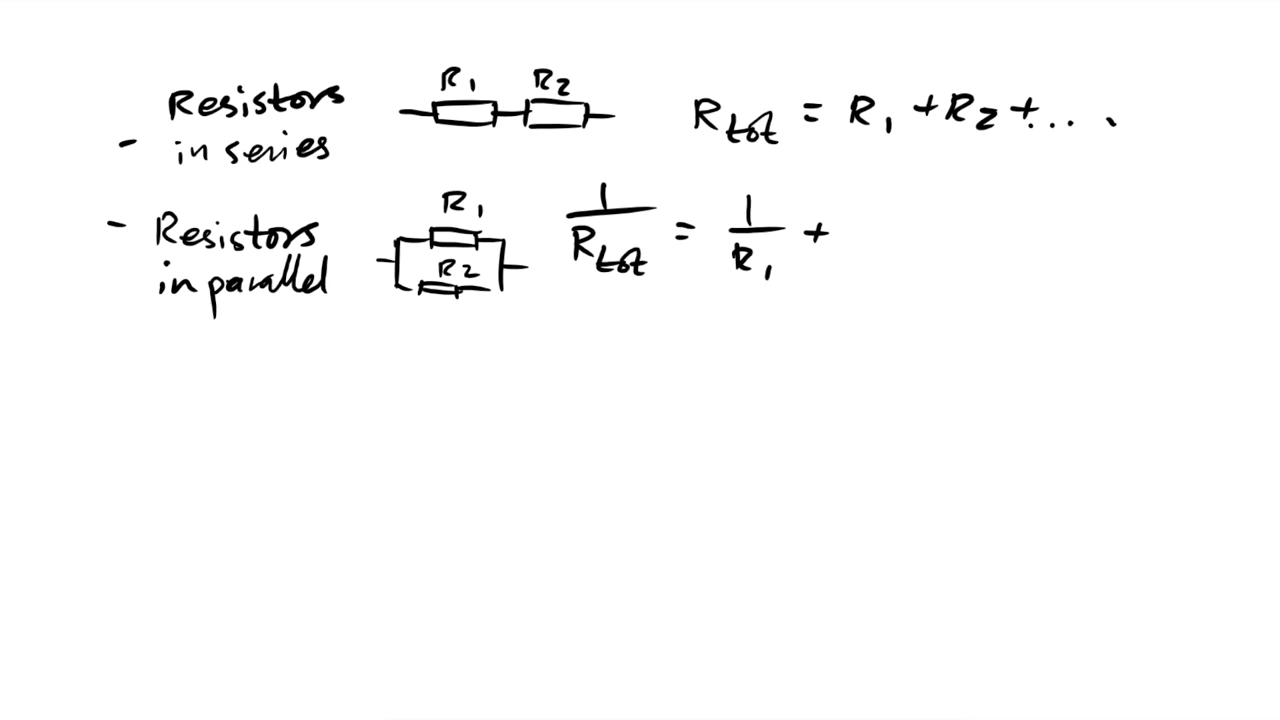 Resistors
- in series
R1 R2
Rtot = R1 + R2 + ... .
- Resistors
in parallel
R1
R2
1/Rtot = 1/R1 +